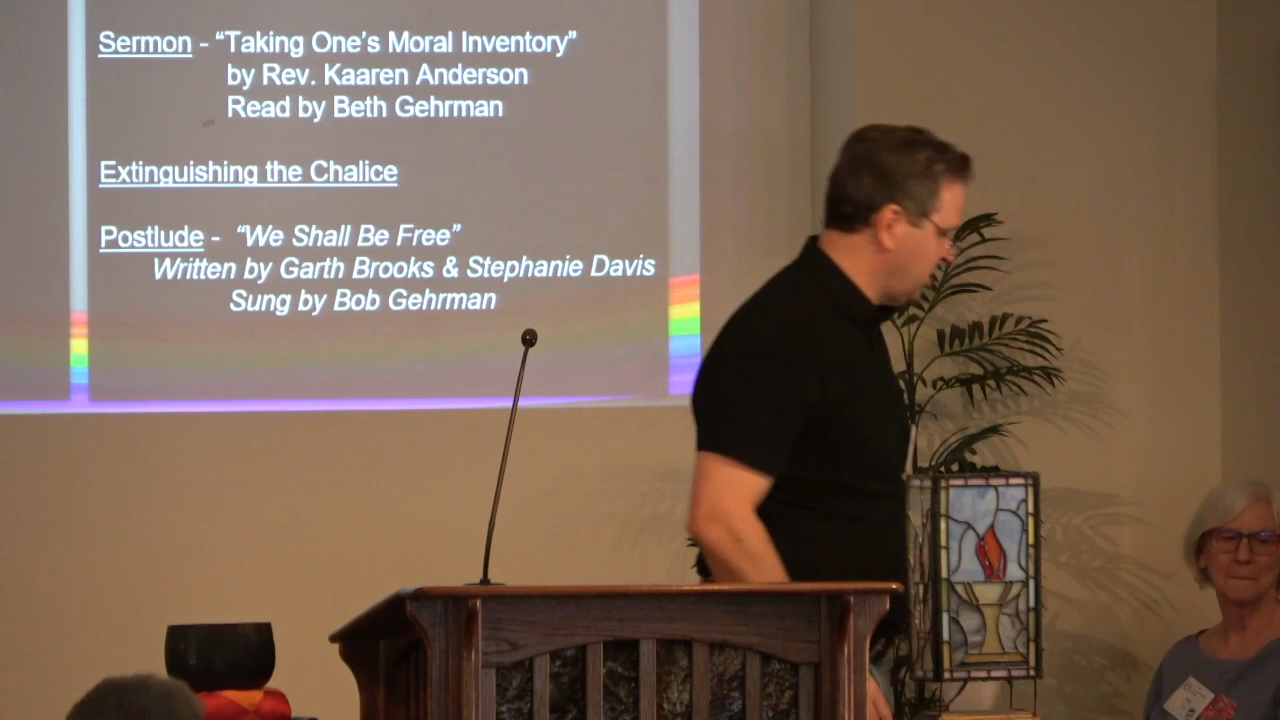 Sermon - “Taking One’s Moral Inventory”
by Rev. Kaaren Anderson
Read by Beth Gehrman
Extinguishing the Chalice
Postlude - “We Shall Be Free”
Written by Garth Brooks & Stephanie Davis
Sung by Bob Gehrman